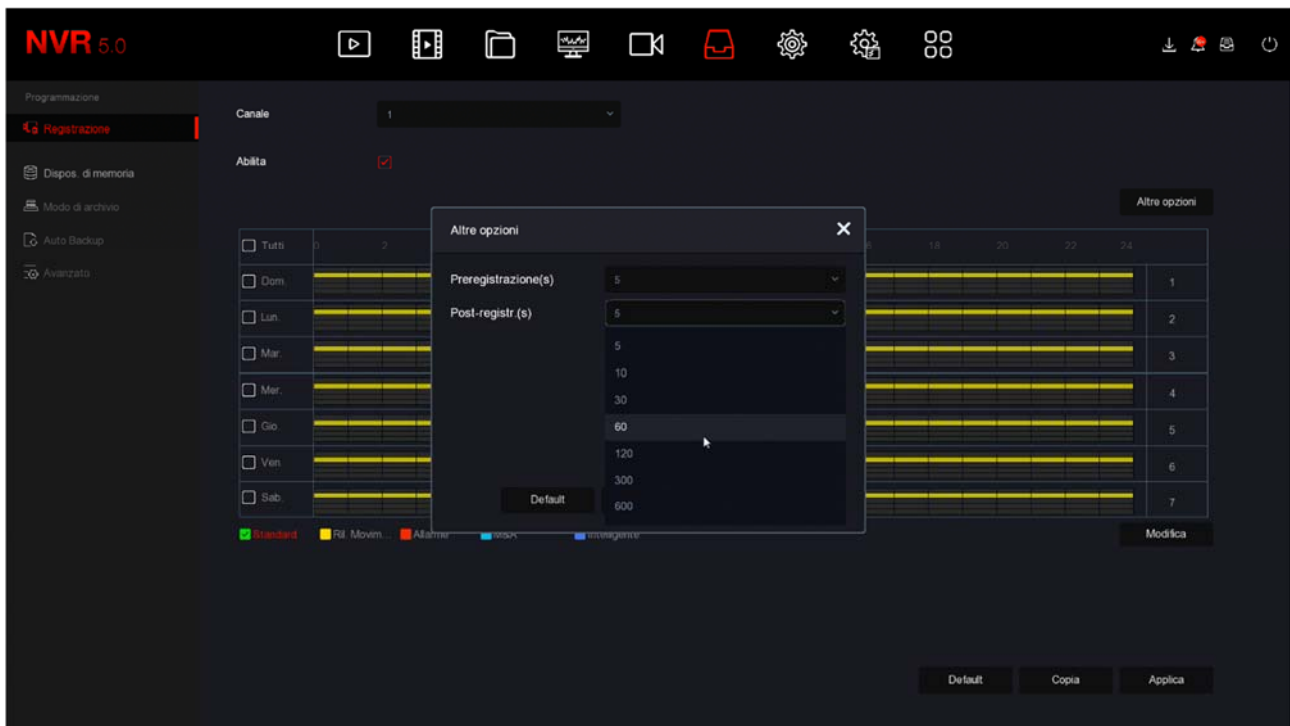 NVR 5.0
Programmazione
Registrazione
Dispos. di memoria
Modo di archivio
Auto Backup
Avanzato
Canale
1
Abilita
Altre opzioni
Altre opzioni
Preregistrazione(s)
5
Post-registr.(s)
5
5
10
30
60
120
300
600
Default
Tutti 0 2 18 20 22 24
Dom. 1
Lun. 2
Mar. 3
Mer. 4
Gio. 5
Ven. 6
Sab. 7
Standard Ril. Movim... Allarme M&A Intelligente
Modifica
Default Copia Applica